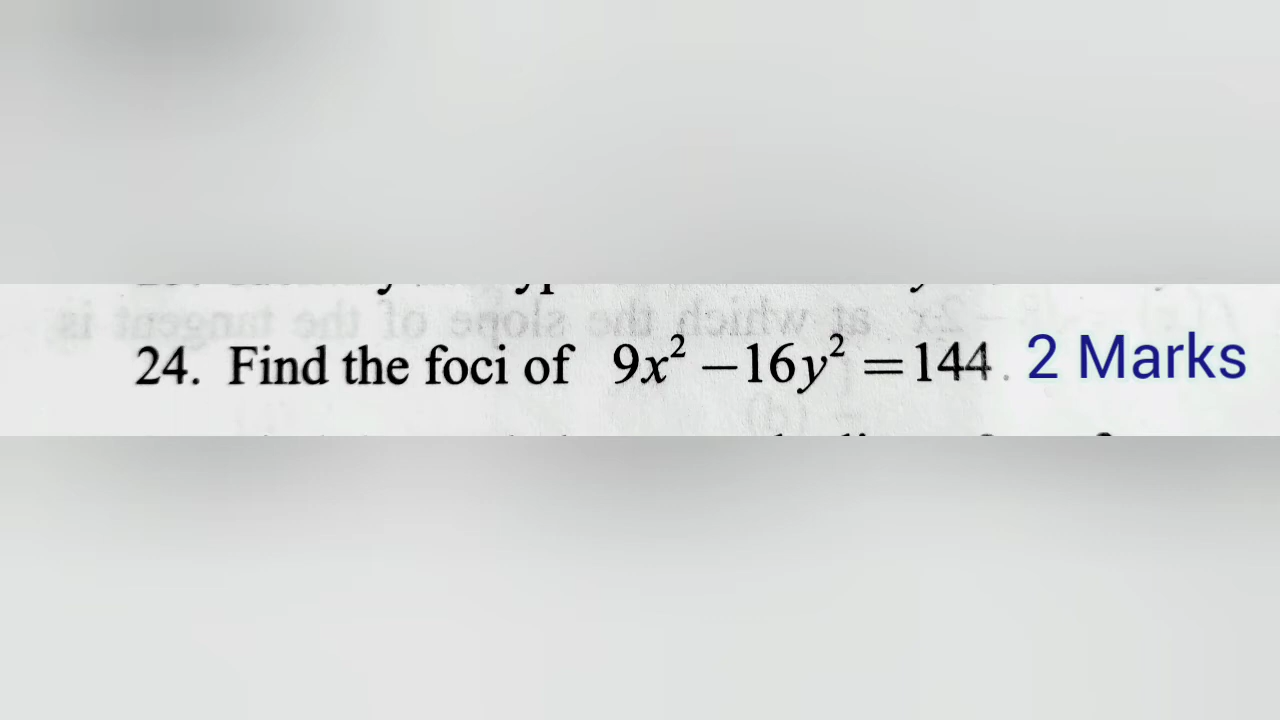 24. Find the foci of 9x² –16y² =144. 2 Marks